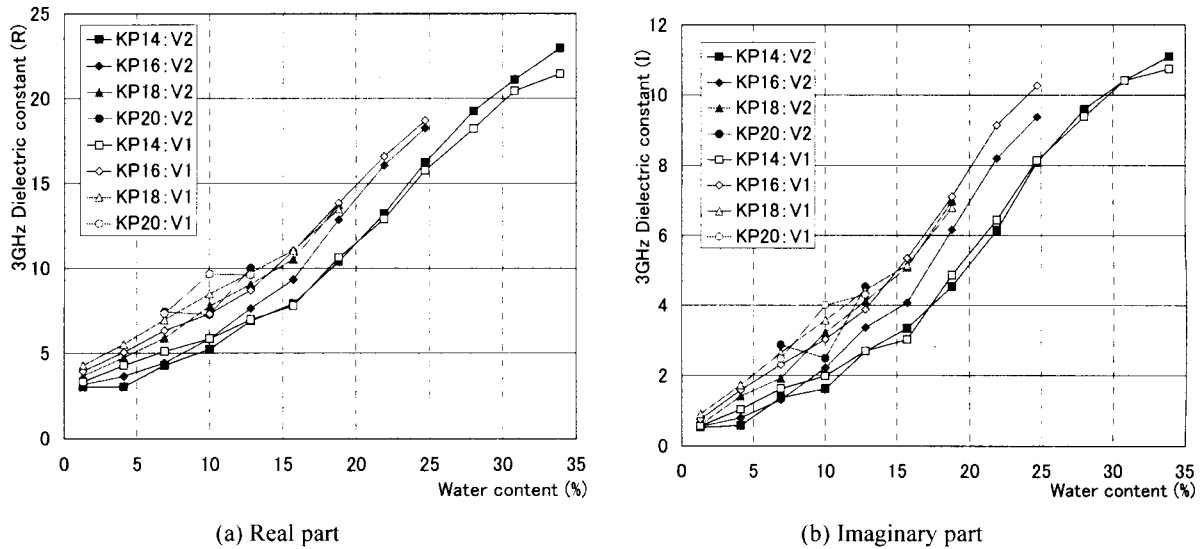 25
20
15
10
5
0
3GHz Dielectric constant (R)
KP14:V2
KP16:V2
KP18:V2
KP20:V2
KP14:V1
KP16:V1
KP18:V1
KP20:V1
0 5 10 15 20 25 30 35
Water content (%)
(a) Real part
12
10
8
6
4
2
0
3GHz Dielectric constant (I)
KP14:V2
KP16:V2
KP18:V2
KP20:V2
KP14:V1
KP16:V1
KP18:V1
KP20:V1
0 5 10 15 20 25 30 35
Water content (%)
(b) Imaginary part